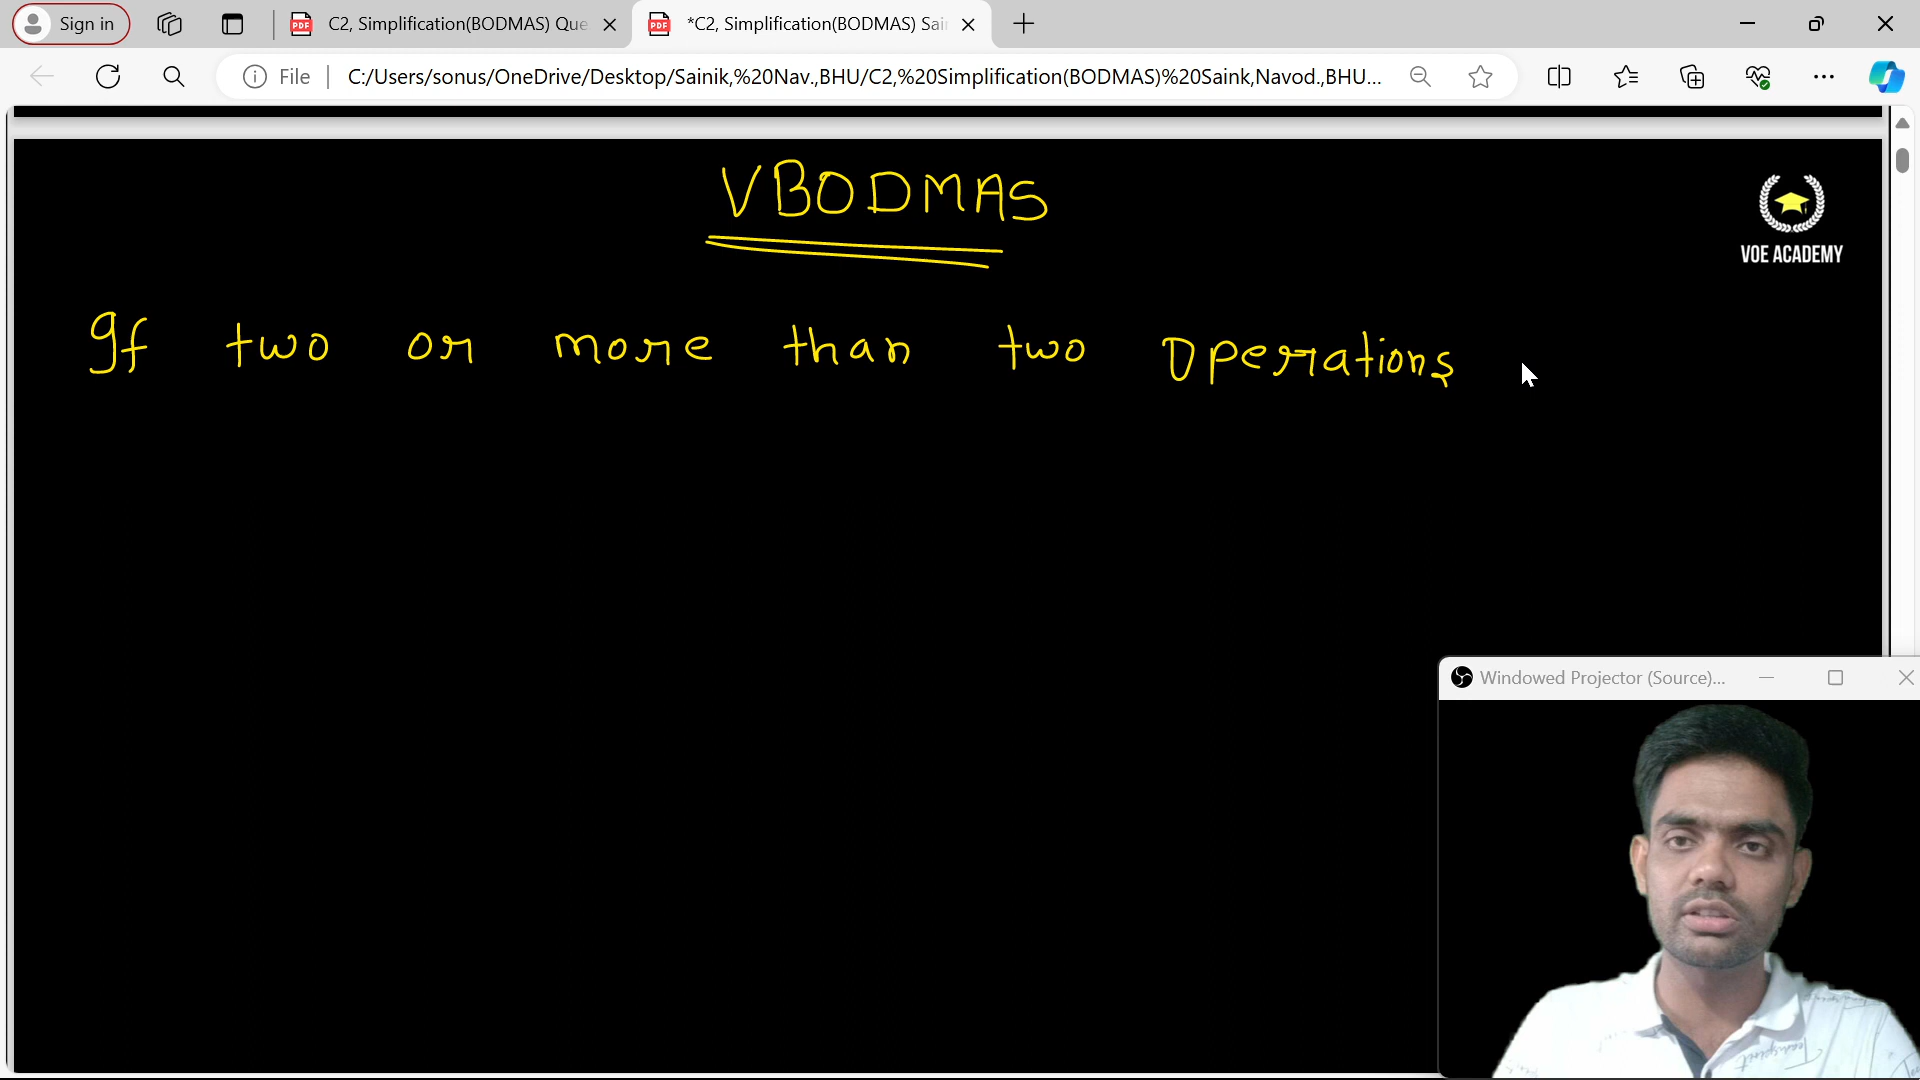 Sign in
C2, Simplification(BODMAS) Que
*C2, Simplification(BODMAS) Sai
File
C:/Users/sonus/OneDrive/Desktop/Sainik,%20Nav.,BHU/C2,%20Simplification(BODMAS)%20Saink,Navod.,BHU...
VBODMAS
VOE ACADEMY
If two or more than two operations
Windowed Projector (Source)...